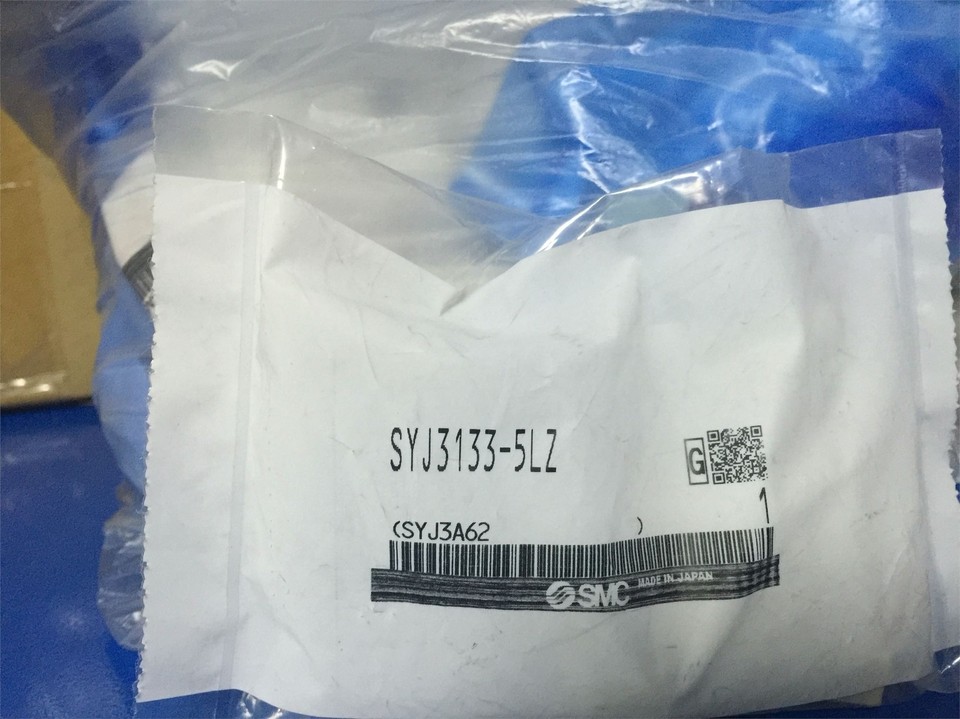 SYJ3133-5LZ
G
1
(SYJ3A62 )
SMC MADE IN JAPAN